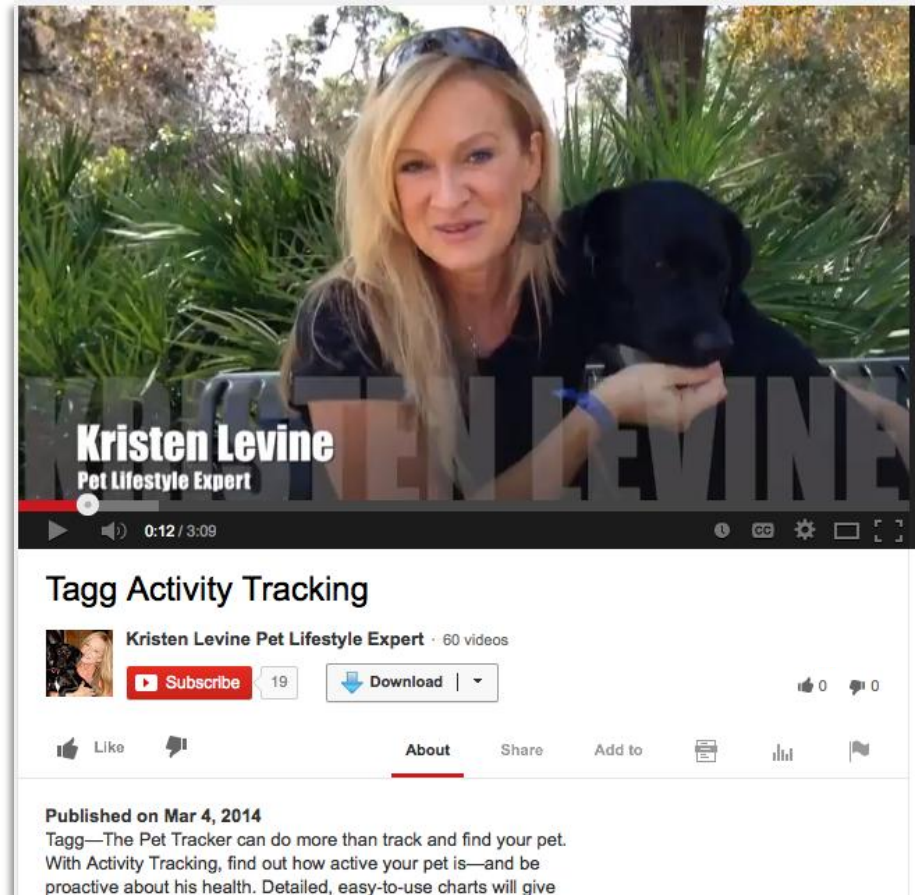 KRISTEN LEVINE
Kristen Levine
Pet Lifestyle Expert
0:12 / 3:09
CC
Tagg Activity Tracking
Kristen Levine Pet Lifestyle Expert · 60 videos
Subscribe 19 Download
0 0
Like About Share Add to
Published on Mar 4, 2014
Tagg—The Pet Tracker can do more than track and find your pet.
With Activity Tracking, find out how active your pet is—and be
proactive about his health. Detailed, easy-to-use charts will give